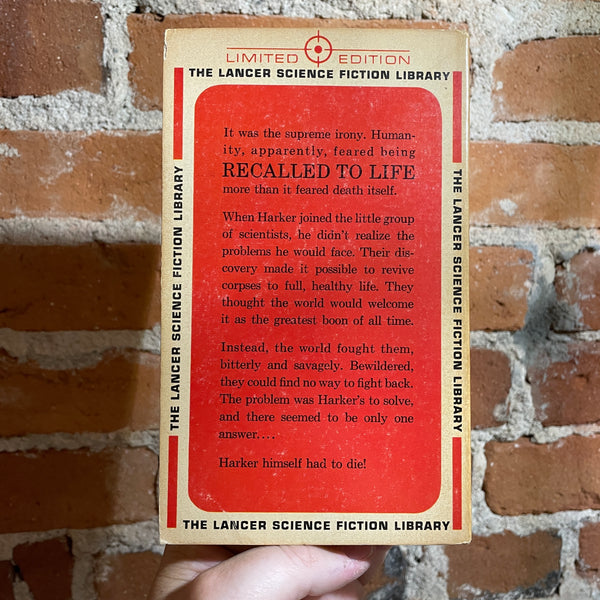 LIMITED EDITION
THE LANCER SCIENCE FICTION LIBRARY
THE LANCER SCIENCE FICTION LIBRARY
It was the supreme irony. Human-
ity, apparently, feared being
RECALLED TO LIFE
more than it feared death itself.
When Harker joined the little group
of scientists, he didn't realize the
problems he would face. Their dis-
covery made it possible to revive
corpses to full, healthy life. They
thought the world would welcome
it as the greatest boon of all time.
Instead, the world fought them,
bitterly and savagely. Bewildered,
they could find no way to fight back.
The problem was Harker's to solve,
and there seemed to be only one
answer....
Harker himself had to die!
THE LANCER SCIENCE FICTION LIBRARY
THE LANCER SCIENCE FICTION LIBRARY